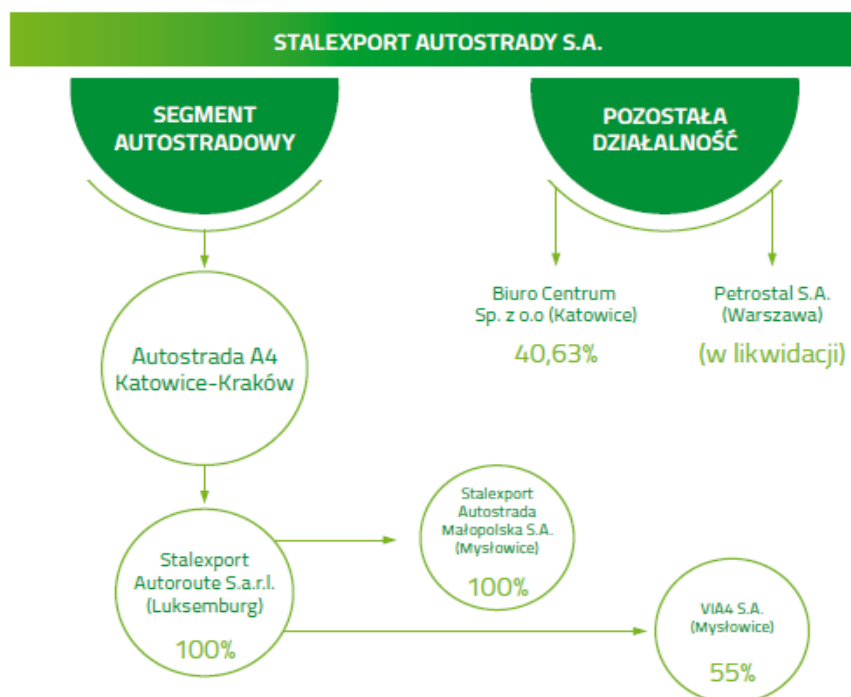 STALEXPORT AUTOSTRADY S.A.
SEGMENT
AUTOSTRADOWY
POZOSTAŁA
DZIAŁALNOŚĆ
Autostrada A4
Katowice-Kraków
Biuro Centrum
Sp. z o.o (Katowice)
40,63%
Petrostal S.A.
(Warszawa)
(w likwidacji)
Stalexport
Autoroute S.a.r.l.
(Luksemburg)
100%
Stalexport
Autostrada
Małopolska S.A.
(Mysłowice)
100%
VIA4 S.A.
(Mysłowice)
55%